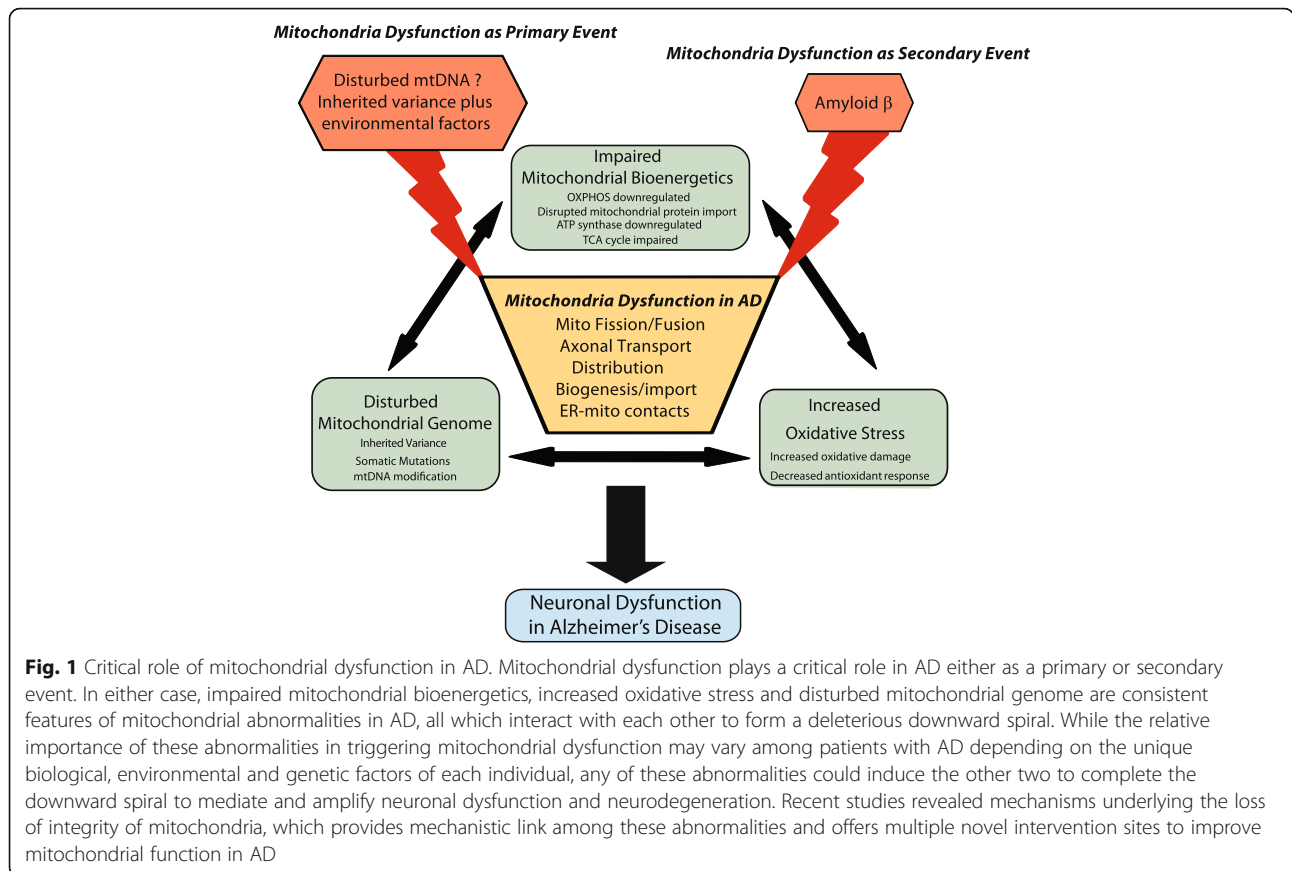 Mitochondria Dysfunction as Primary Event
Mitochondria Dysfunction as Secondary Event
Disturbed mtDNA ?
Inherited variance plus
environmental factors
Amyloid β
Impaired
Mitochondrial Bioenergetics
OXPHOS downregulated
Disrupted mitochondrial protein import
ATP synthase downregulated
TCA cycle impaired
Mitochondria Dysfunction in AD
Mito Fission/Fusion
Axonal Transport
Distribution
Biogenesis/import
ER-mito contacts
Disturbed
Mitochondrial Genome
Inherited Variance
Somatic Mutations
mtDNA modification
Increased
Oxidative Stress
Increased oxidative damage
Decreased antioxidant response
Neuronal Dysfunction
in Alzheimer's Disease
Fig. 1 Critical role of mitochondrial dysfunction in AD. Mitochondrial dysfunction plays a critical role in AD either as a primary or secondary
event. In either case, impaired mitochondrial bioenergetics, increased oxidative stress and disturbed mitochondrial genome are consistent
features of mitochondrial abnormalities in AD, all which interact with each other to form a deleterious downward spiral. While the relative
importance of these abnormalities in triggering mitochondrial dysfunction may vary among patients with AD depending on the unique
biological, environmental and genetic factors of each individual, any of these abnormalities could induce the other two to complete the
downward spiral to mediate and amplify neuronal dysfunction and neurodegeneration. Recent studies revealed mechanisms underlying the loss
of integrity of mitochondria, which provides mechanistic link among these abnormalities and offers multiple novel intervention sites to improve
mitochondrial function in AD